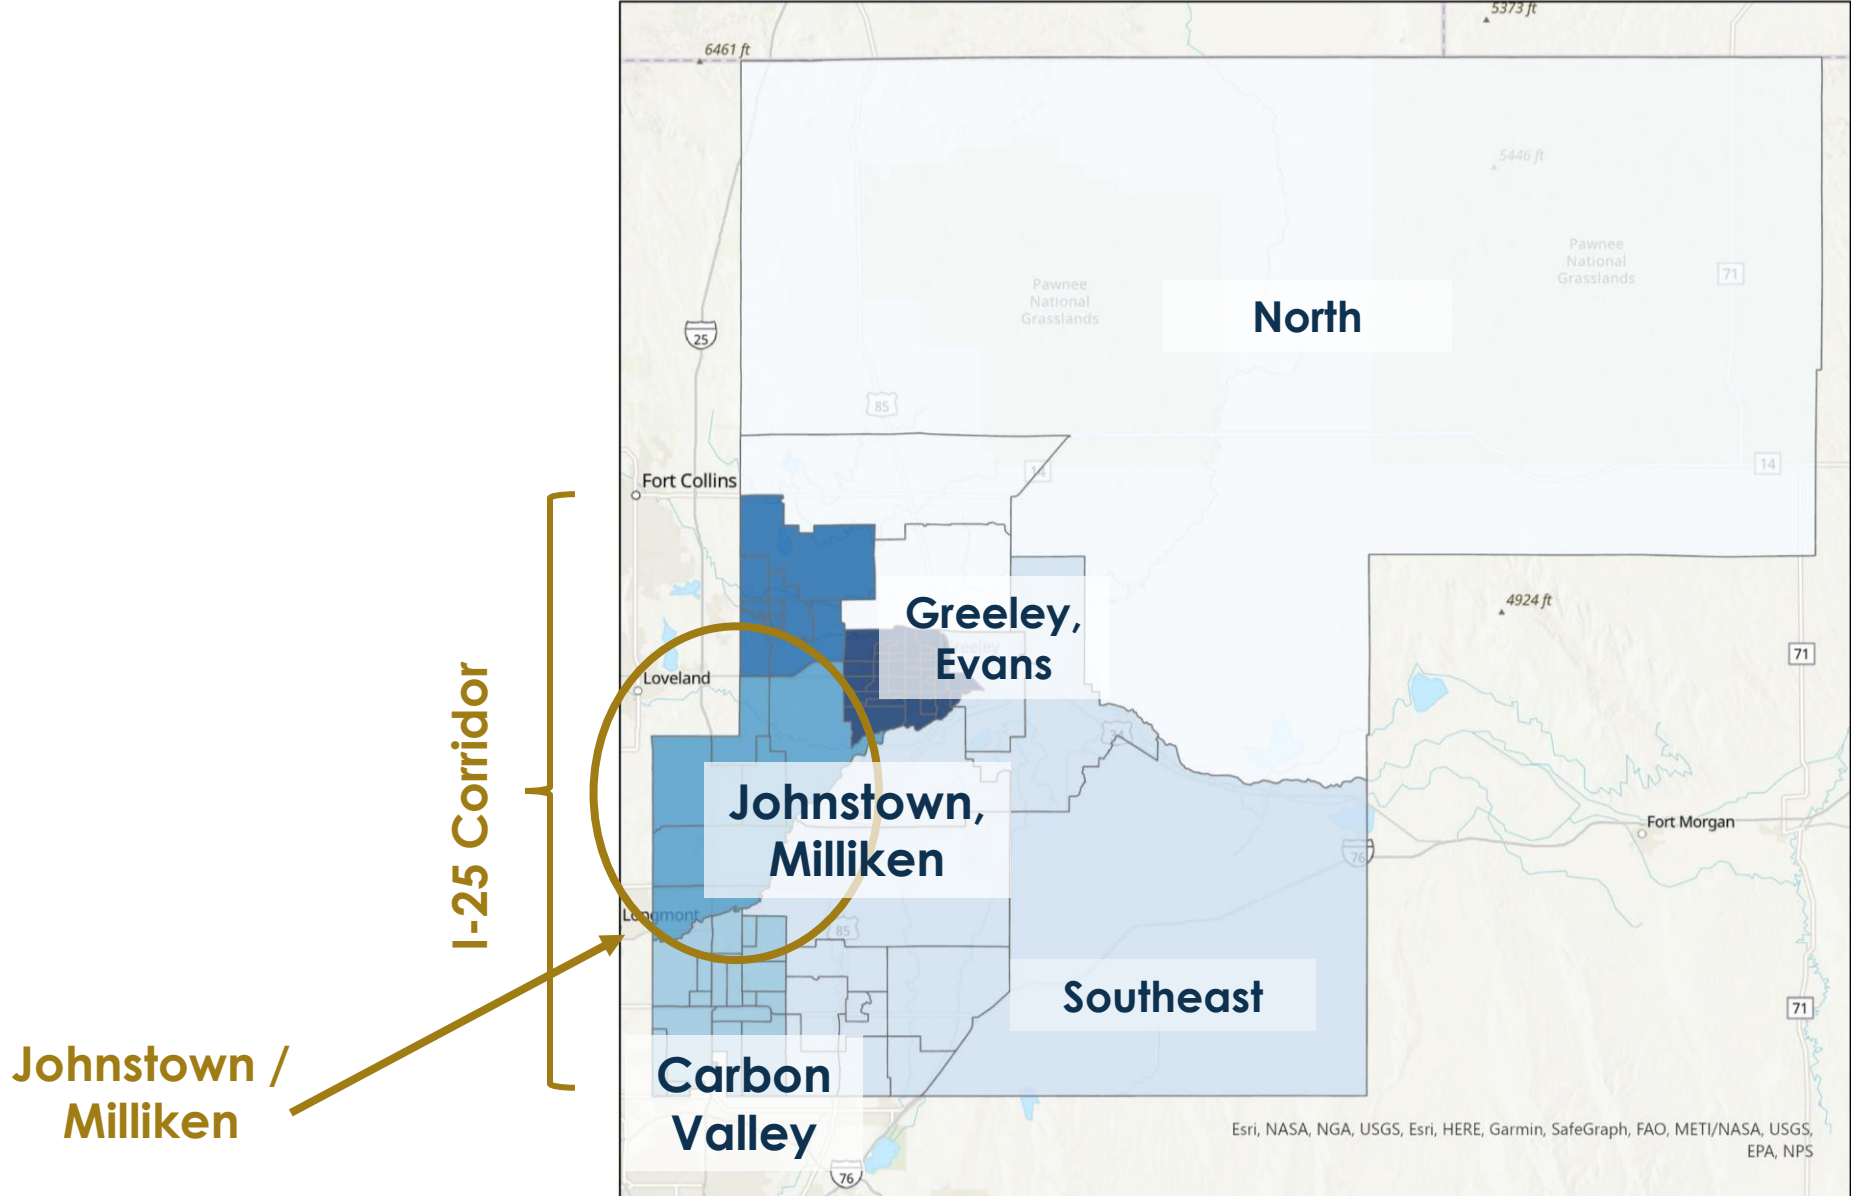 5373 ft
6461 ft
5446 ft
Pawnee
National
Grasslands
71
Pawnee
National
Grasslands
North
25
85
14
14
Fort Collins
Greeley,
Evans
4924 ft
71
Loveland
I-25 Corridor
34
Johnstown,
Milliken
Fort Morgan
76
Longmont
85
Southeast
71
Johnstown /
Milliken
Carbon
Valley
Esri, NASA, NGA, USGS, Esri, HERE, Garmin, SafeGraph, FAO, METI/NASA, USGS,
EPA, NPS
76